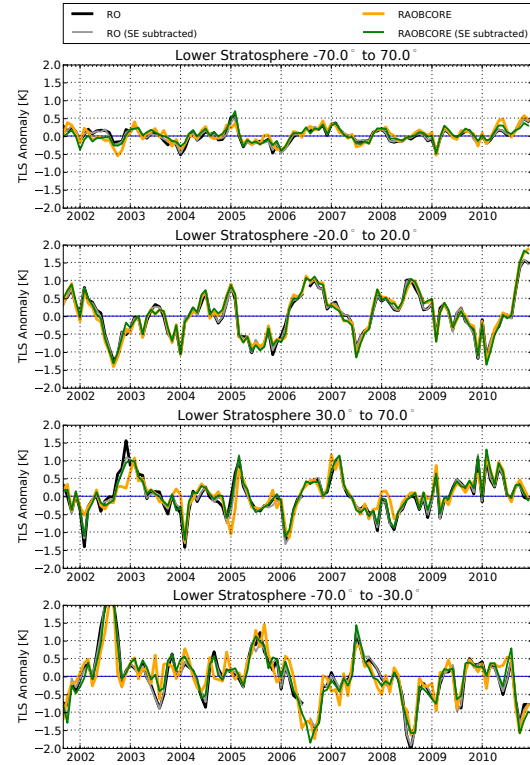 RO
RAOBCORE
RO (SE subtracted)
RAOBCORE (SE subtracted)
Lower Stratosphere -70.0° to 70.0°
TLS Anomaly [K]
2.0
1.5
1.0
0.5
0.0
−0.5
−1.0
−1.5
−2.0
2002 2003 2004 2005 2006 2007 2008 2009 2010
Lower Stratosphere -20.0° to 20.0°
TLS Anomaly [K]
2.0
1.5
1.0
0.5
0.0
−0.5
−1.0
−1.5
−2.0
2002 2003 2004 2005 2006 2007 2008 2009 2010
Lower Stratosphere 30.0° to 70.0°
TLS Anomaly [K]
2.0
1.5
1.0
0.5
0.0
−0.5
−1.0
−1.5
−2.0
2002 2003 2004 2005 2006 2007 2008 2009 2010
Lower Stratosphere -70.0° to -30.0°
TLS Anomaly [K]
2.0
1.5
1.0
0.5
0.0
−0.5
−1.0
−1.5
−2.0
2002 2003 2004 2005 2006 2007 2008 2009 2010